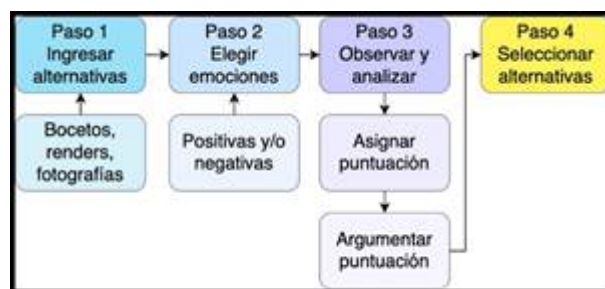 Paso 1
Ingresar
alternativas
Paso 2
Elegir
emociones
Paso 3
Observar y
analizar
Paso 4
Seleccionar
alternativas
Bocetos,
renders,
fotografías
Positivas y/o
negativas
Asignar
puntuación
Argumentar
puntuación